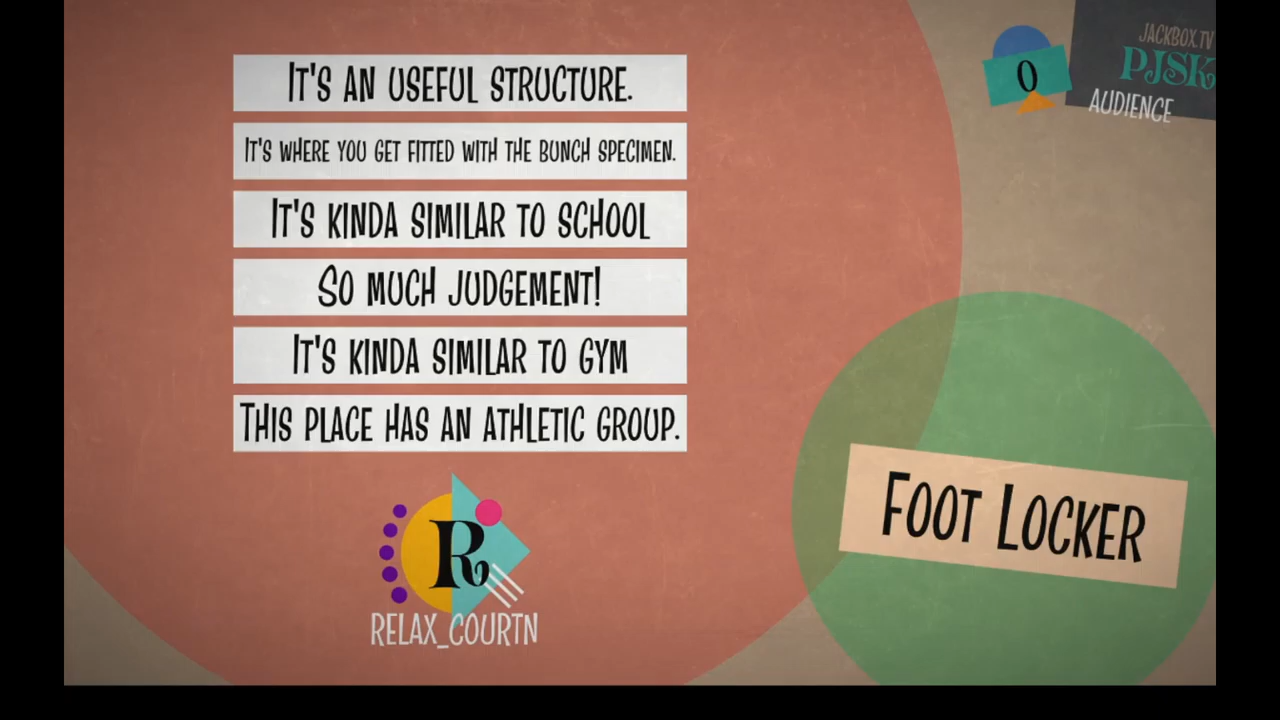 It's an useful structure.
It's where you get fitted with the bunch specimen.
It's kinda similar to school
So much judgement!
It's kinda similar to gym
This place has an athletic group.
R
RELAX_COURTN
0
JACKBOX.TV
PJSK
AUDIENCE
Foot Locker